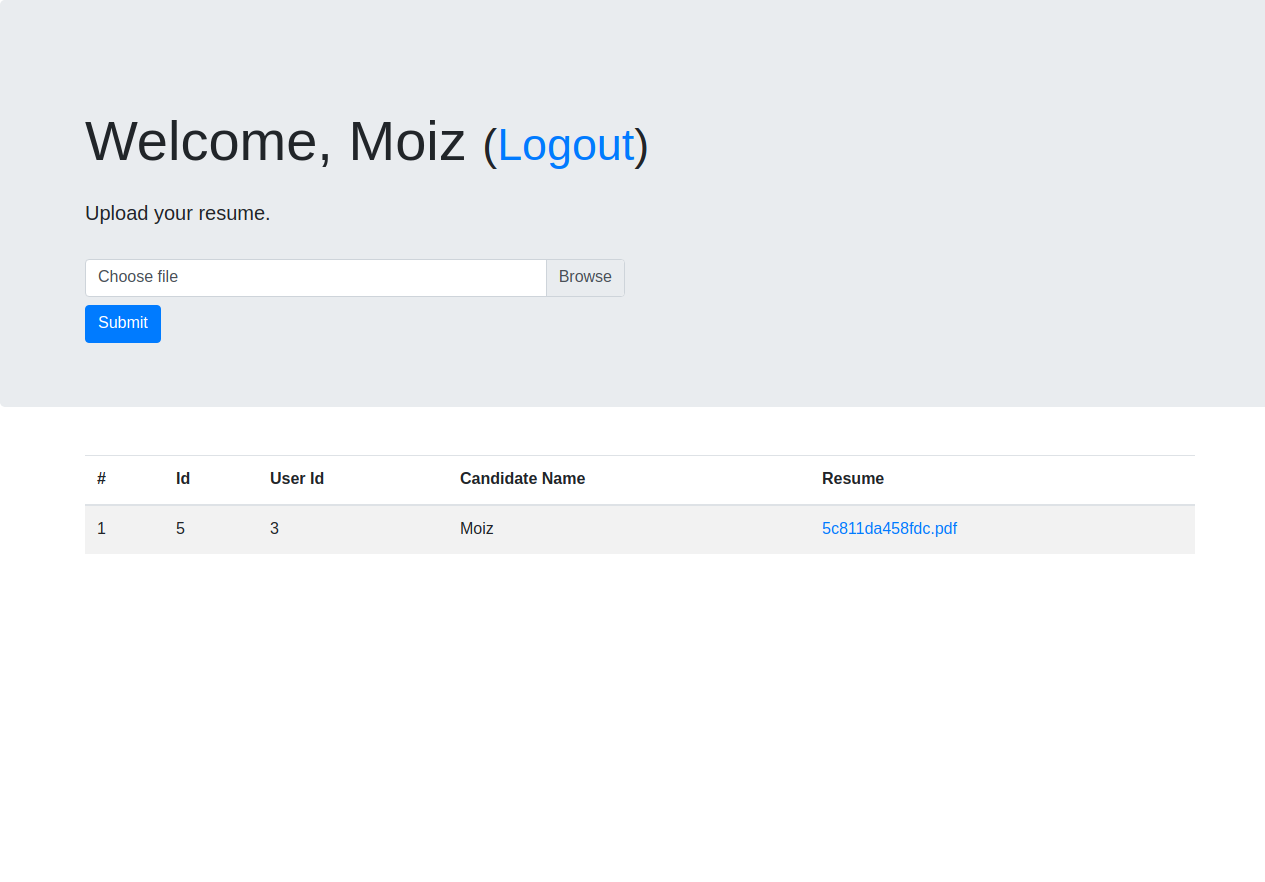 Welcome, Moiz (Logout)
Upload your resume.
Choose file Browse
Submit
# Id User Id Candidate Name Resume
1 5 3 Moiz 5c811da458fdc.pdf